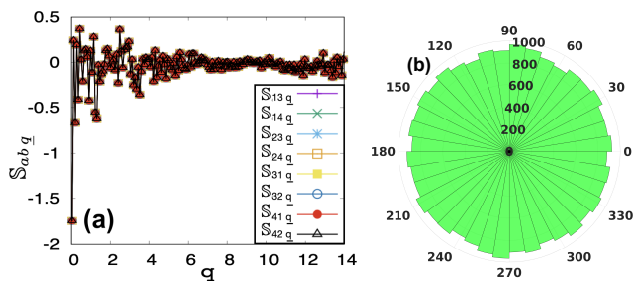 0.5
0
-0.5
-1
-1.5
-2
𝕊ab q
0 2 4 6 8 10 12 14
q
(a)
𝕊13 q
𝕊14 q
𝕊23 q
𝕊24 q
𝕊31 q
𝕊32 q
𝕊41 q
𝕊42 q
(b)
90
120 60
150 30
180 0
210 330
240 300
270
1000
800
600
400
200